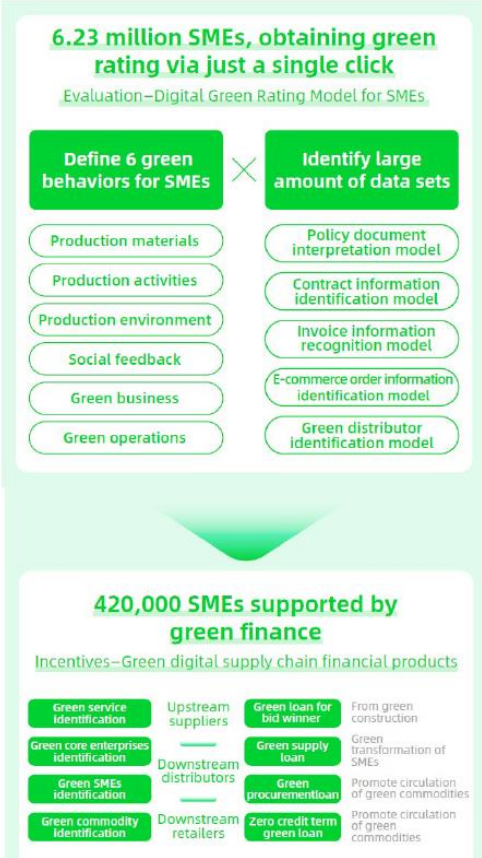 6.23 million SMEs, obtaining green
rating via just a single click
Evaluation–Digital Green Rating Model for SMEs
Define 6 green
behaviors for SMEs
Identify large
amount of data sets
Production materials
Production activities
Production environment
Social feedback
Green business
Green operations
Policy document
interpretation model
Contract information
identification model
Invoice information
recognition model
E-commerce order information
identification model
Green distributor
identification model
420,000 SMEs supported by
green finance
Incentives–Green digital supply chain financial products
Green service
identification
Upstream
suppliers
Green loan for
bid winner
From green
construction
Green core enterprises
identification
Downstream
distributors
Green supply
loan
Green
transformation of
SMEs
Green SMEs
identification
Green
procurementloan
Promote circulation
of green commodities
Green commodity
identification
Downstream
retailers
Zero credit term
green loan
Promote circulation
of green
commodities